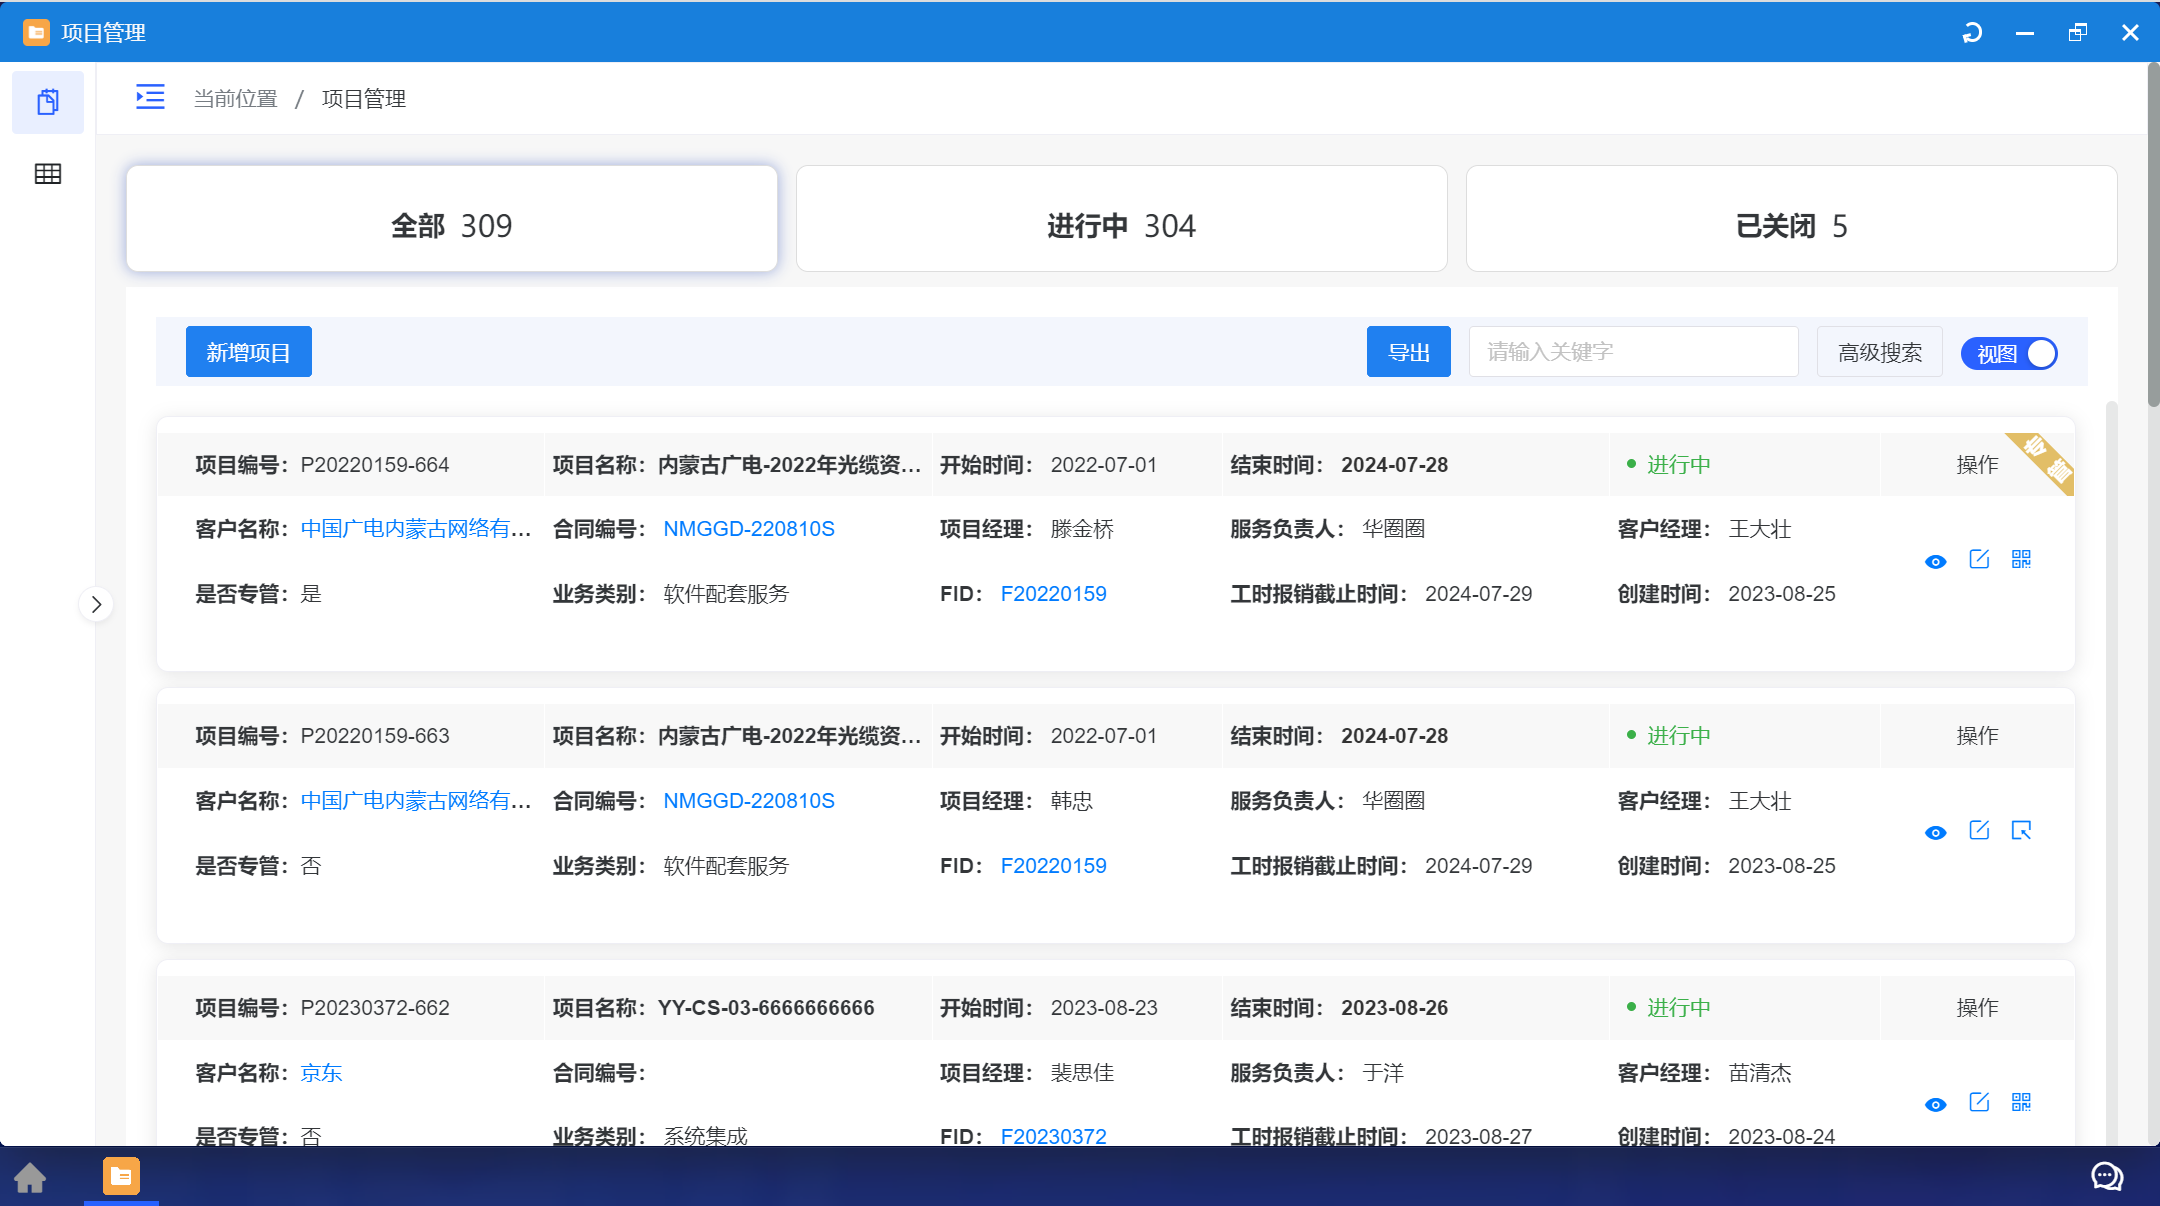 项目管理
当前位置 / 项目管理
全部 309
进行中 304
已关闭 5
新增项目
导出
请输入关键字
高级搜索
视图
项目编号： P20220159-664 项目名称： 内蒙古广电-2022年光缆资... 开始时间： 2022-07-01 结束时间： 2024-07-28 进行中 操作
专管
客户名称： 中国广电内蒙古网络有... 合同编号： NMGGD-220810S 项目经理： 滕金桥 服务负责人： 华圈圈 客户经理： 王大壮
是否专管： 是 业务类别： 软件配套服务 FID： F20220159 工时报销截止时间： 2024-07-29 创建时间： 2023-08-25
项目编号： P20220159-663 项目名称： 内蒙古广电-2022年光缆资... 开始时间： 2022-07-01 结束时间： 2024-07-28 进行中 操作
客户名称： 中国广电内蒙古网络有... 合同编号： NMGGD-220810S 项目经理： 韩忠 服务负责人： 华圈圈 客户经理： 王大壮
是否专管： 否 业务类别： 软件配套服务 FID： F20220159 工时报销截止时间： 2024-07-29 创建时间： 2023-08-25
项目编号： P20230372-662 项目名称： YY-CS-03-6666666666 开始时间： 2023-08-23 结束时间： 2023-08-26 进行中 操作
客户名称： 京东 合同编号： 项目经理： 裴思佳 服务负责人： 于洋 客户经理： 苗清杰
是否专管： 否 业务类别： 系统集成 FID： F20230372 工时报销截止时间： 2023-08-27 创建时间： 2023-08-24